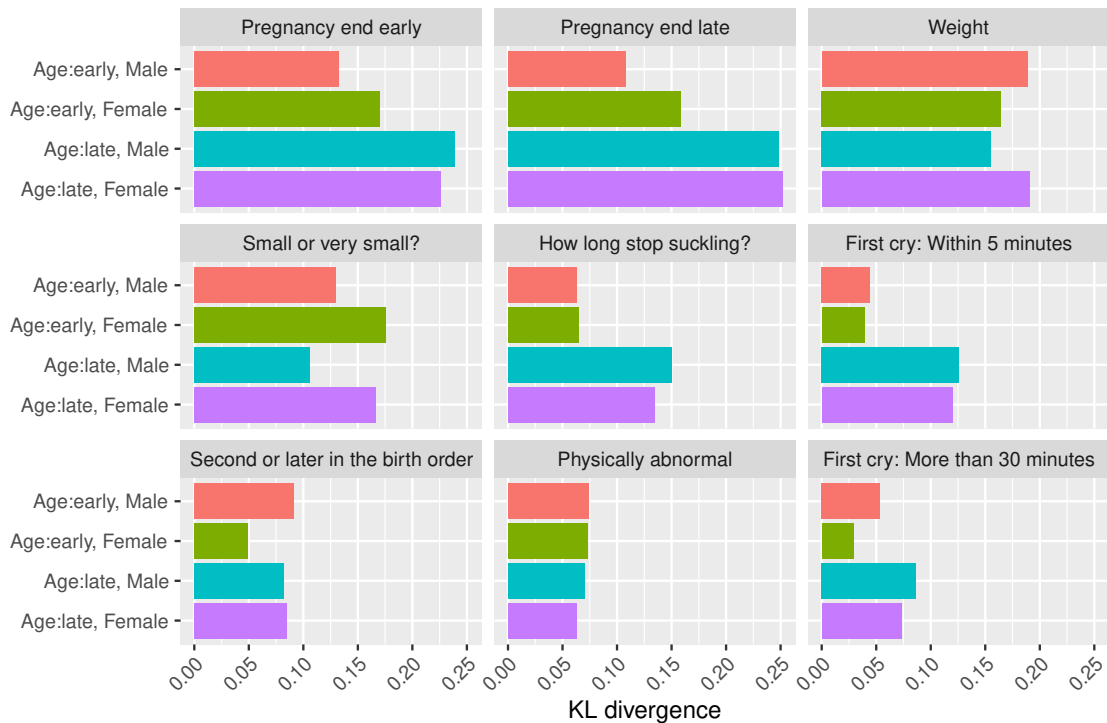 Pregnancy end early
Pregnancy end late
Weight
Age:early, Male
Age:early, Female
Age:late, Male
Age:late, Female
Small or very small?
How long stop suckling?
First cry: Within 5 minutes
Age:early, Male
Age:early, Female
Age:late, Male
Age:late, Female
Second or later in the birth order
Physically abnormal
First cry: More than 30 minutes
Age:early, Male
Age:early, Female
Age:late, Male
Age:late, Female
0.00 0.05 0.10 0.15 0.20 0.25
0.00 0.05 0.10 0.15 0.20 0.25
0.00 0.05 0.10 0.15 0.20 0.25
KL divergence